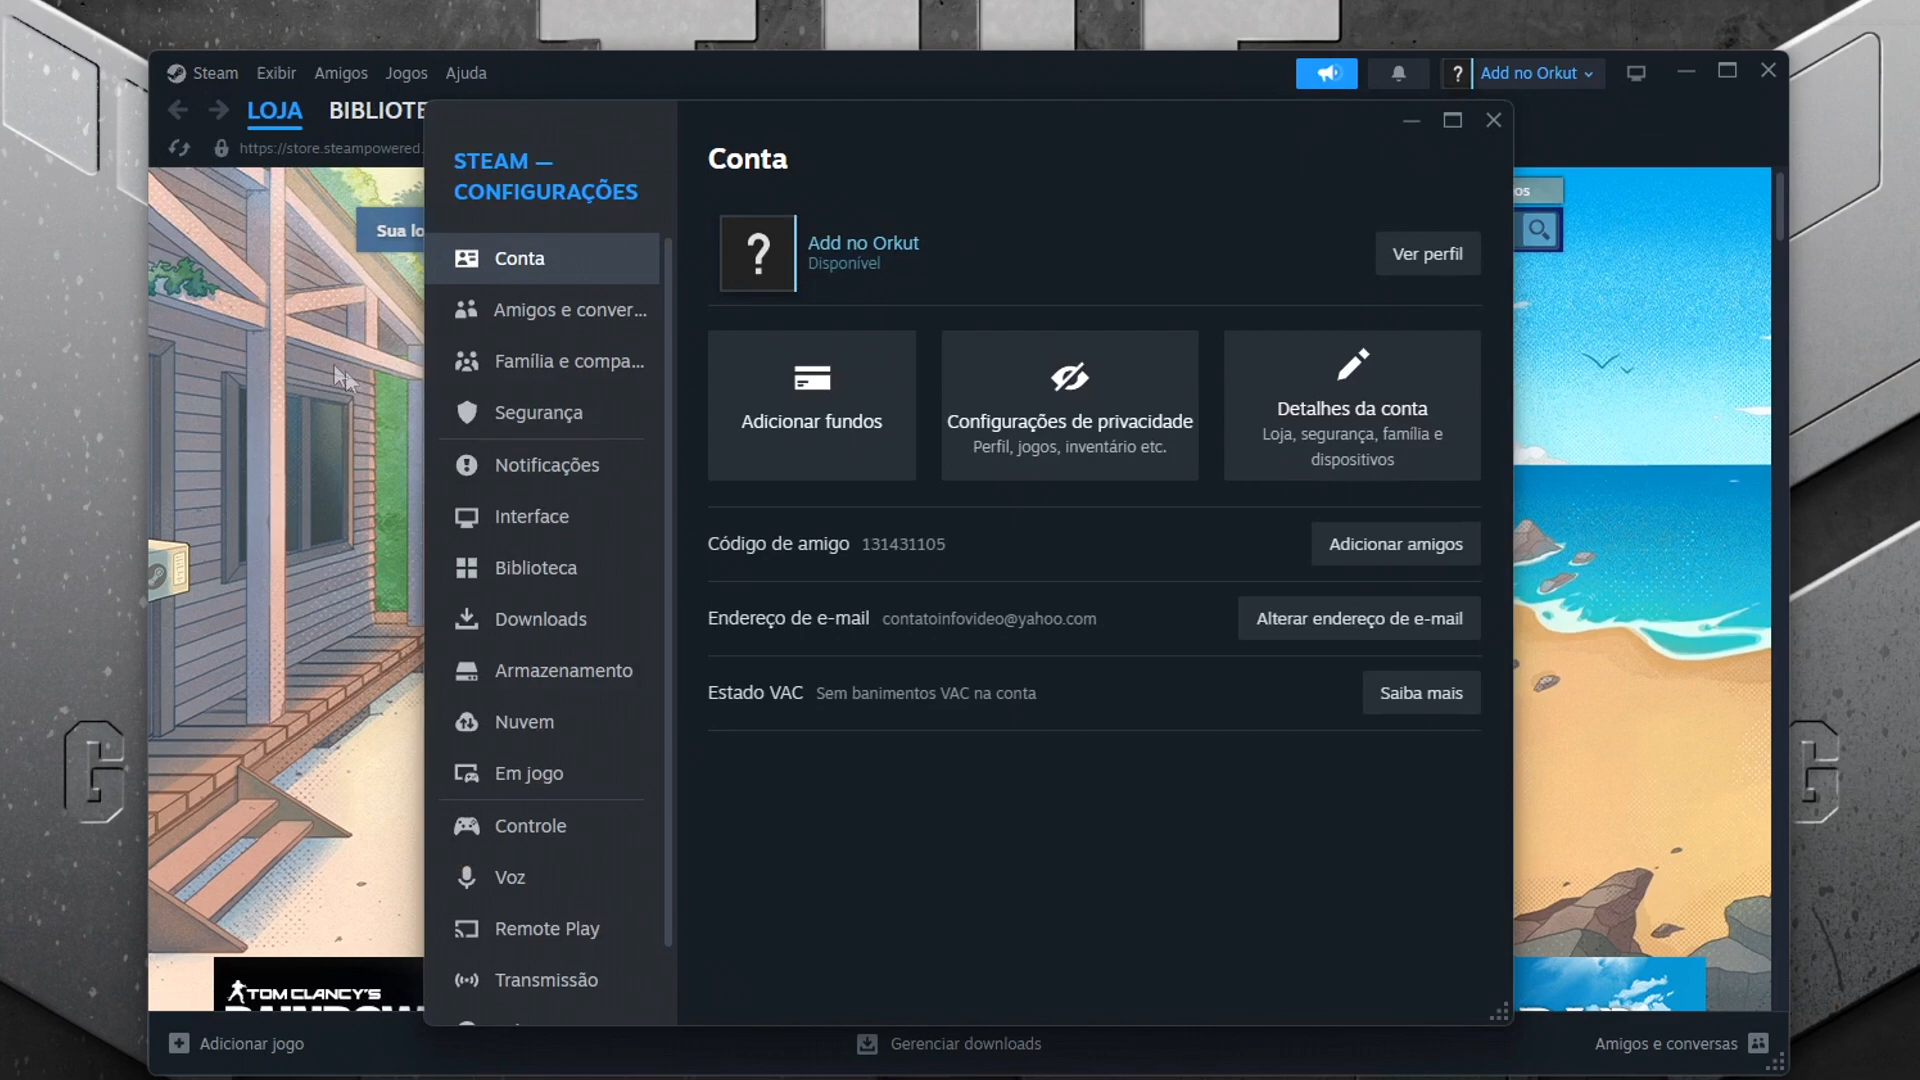 Steam Exibir Amigos Jogos Ajuda
Add no Orkut
LOJA BIBLIOTE
https://store.steampowered.
Sua lo
os
STEAM —
CONFIGURAÇÕES
Conta
Amigos e conver...
Família e compa...
Segurança
Notificações
Interface
Biblioteca
Downloads
Armazenamento
Nuvem
Em jogo
Controle
Voz
Remote Play
Transmissão
Conta
?
Add no Orkut
Disponível
Ver perfil
Adicionar fundos
Configurações de privacidade
Perfil, jogos, inventário etc.
Detalhes da conta
Loja, segurança, família e
dispositivos
Código de amigo 131431105
Adicionar amigos
Endereço de e-mail contatoinfovideo@yahoo.com
Alterar endereço de e-mail
Estado VAC Sem banimentos VAC na conta
Saiba mais
TOM CLANCY'S
Adicionar jogo
Gerenciar downloads
Amigos e conversas